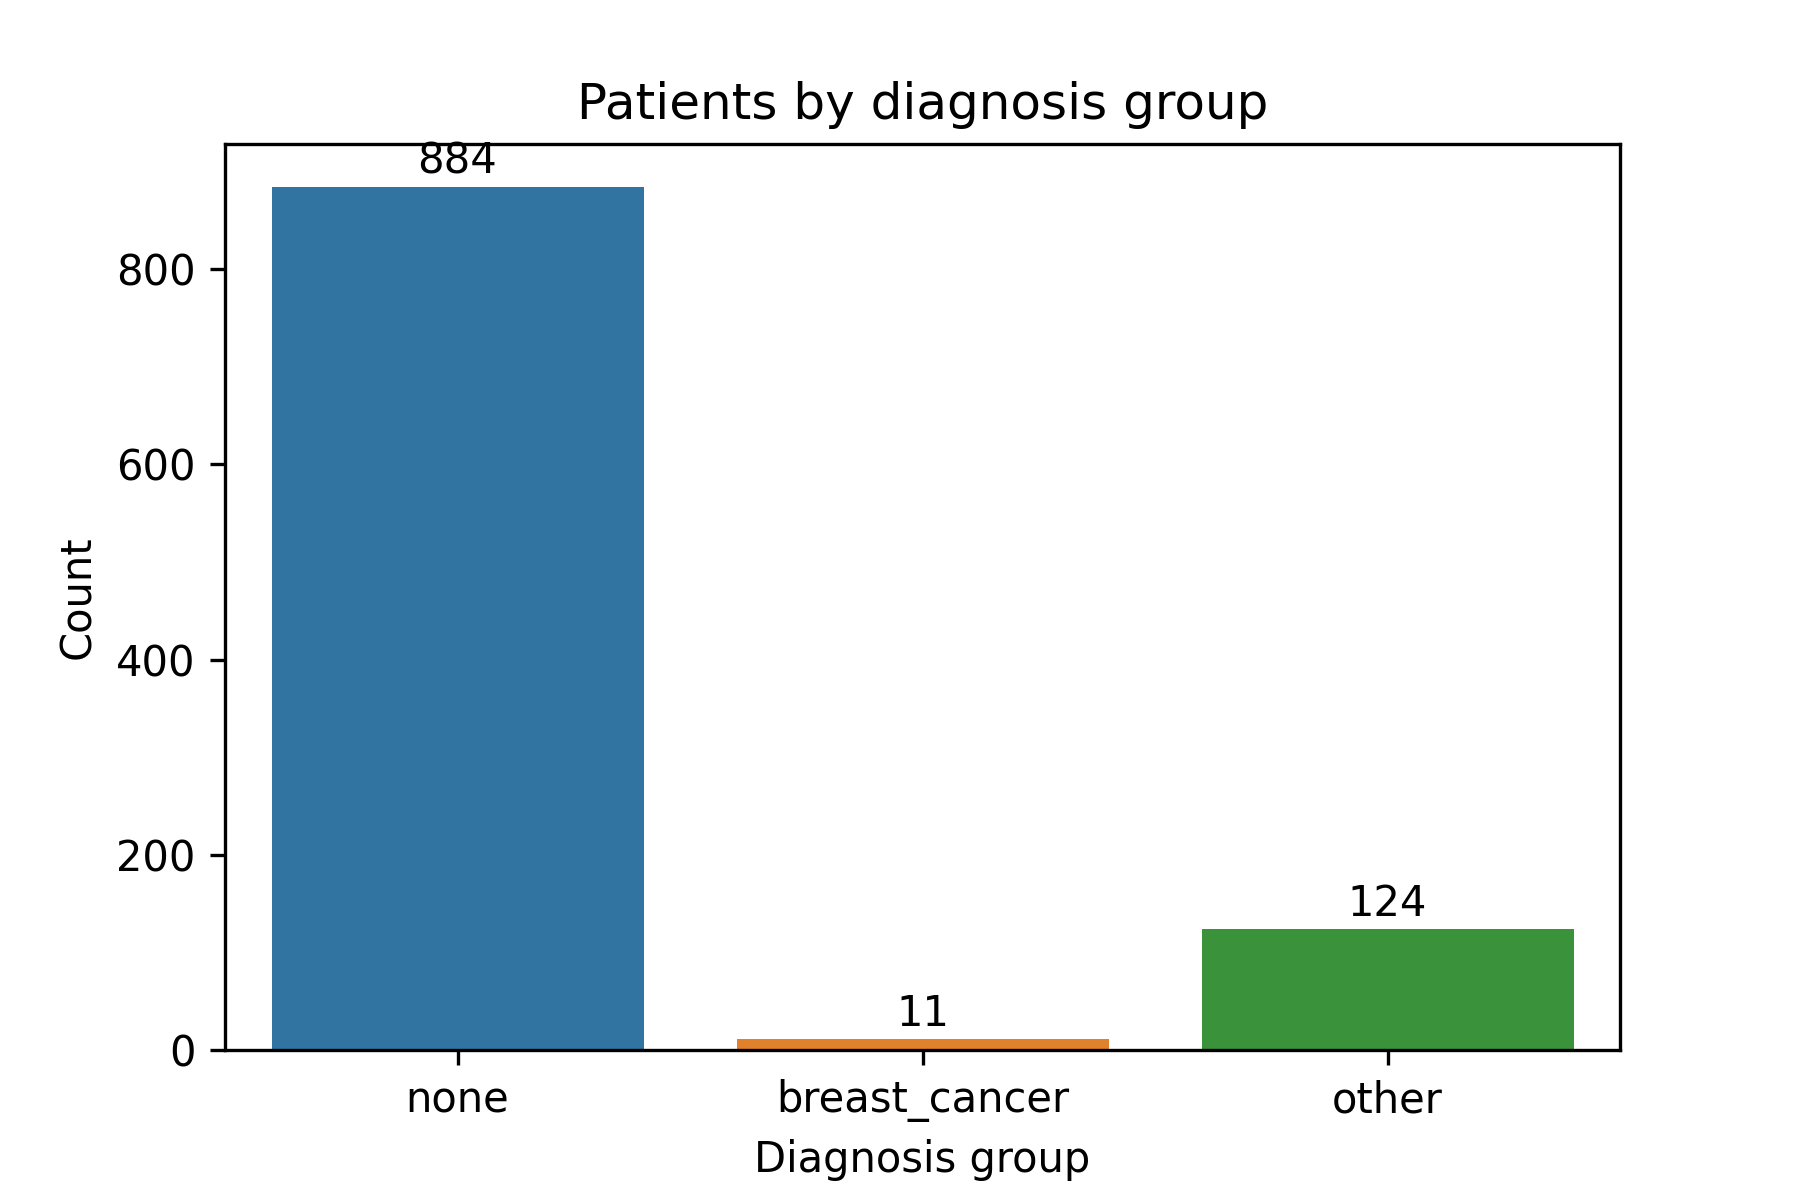 Patients by diagnosis group
884
800
600
400
200
0
Count
11
124
none
breast_cancer
other
Diagnosis group